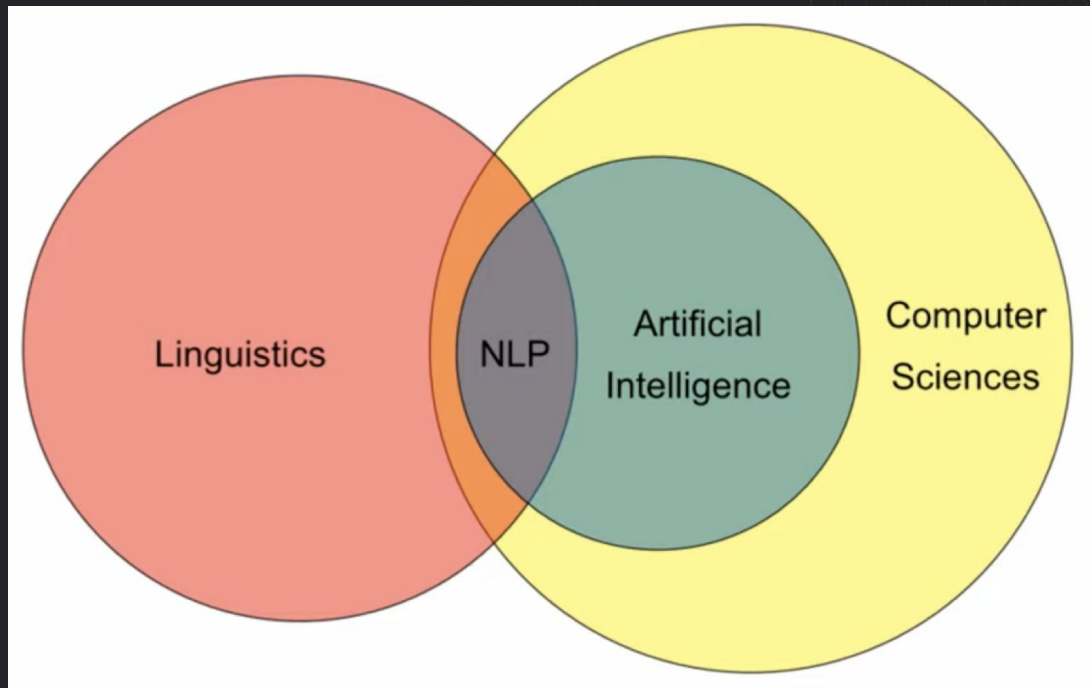 Linguistics
NLP
Artificial
Intelligence
Computer
Sciences